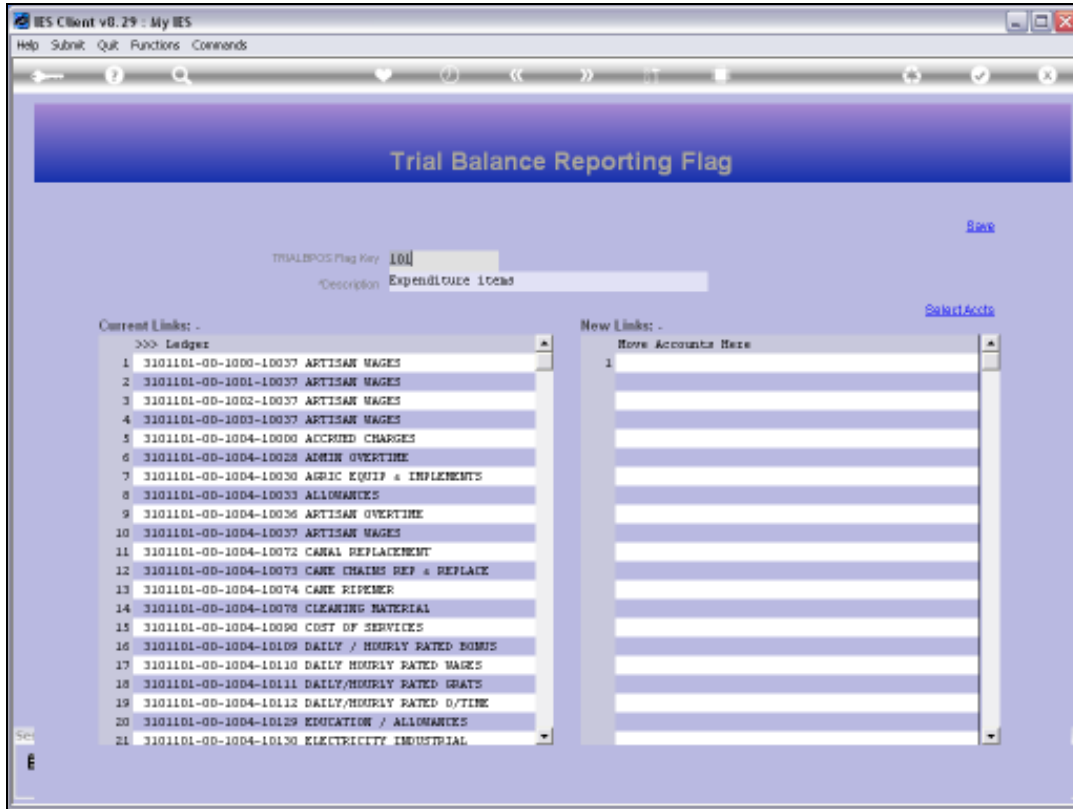 IES Client v8.29 : My IES
Help Submit Quit Functions Commands
Trial Balance Reporting Flag
Save
TRIALBPOS Flag Key 101
*Description Expenditure items
Select Accts
Current Links: -
>>> Ledger
1 3101101-00-1000-10037 ARTISAN WAGES
2 3101101-00-1001-10037 ARTISAN WAGES
3 3101101-00-1002-10037 ARTISAN WAGES
4 3101101-00-1003-10037 ARTISAN WAGES
5 3101101-00-1004-10000 ACCRUED CHARGES
6 3101101-00-1004-10028 ADMIN OVERTIME
7 3101101-00-1004-10030 AGRIC EQUIP & IMPLEMENTS
8 3101101-00-1004-10033 ALLOWANCES
9 3101101-00-1004-10036 ARTISAN OVERTIME
10 3101101-00-1004-10037 ARTISAN WAGES
11 3101101-00-1004-10072 CANAL REPLACEMENT
12 3101101-00-1004-10073 CANE CHAINS REP & REPLACE
13 3101101-00-1004-10074 CANE RIPENER
14 3101101-00-1004-10078 CLEANING MATERIAL
15 3101101-00-1004-10090 COST OF SERVICES
16 3101101-00-1004-10109 DAILY / HOURLY RATED BONUS
17 3101101-00-1004-10110 DAILY HOURLY RATED WAGES
18 3101101-00-1004-10111 DAILY/HOURLY RATED GRATS
19 3101101-00-1004-10112 DAILY/HOURLY RATED O/TIME
20 3101101-00-1004-10129 EDUCATION / ALLOWANCES
21 3101101-00-1004-10130 ELECTRICITY INDUSTRIAL
New Links: -
Move Accounts Here
1